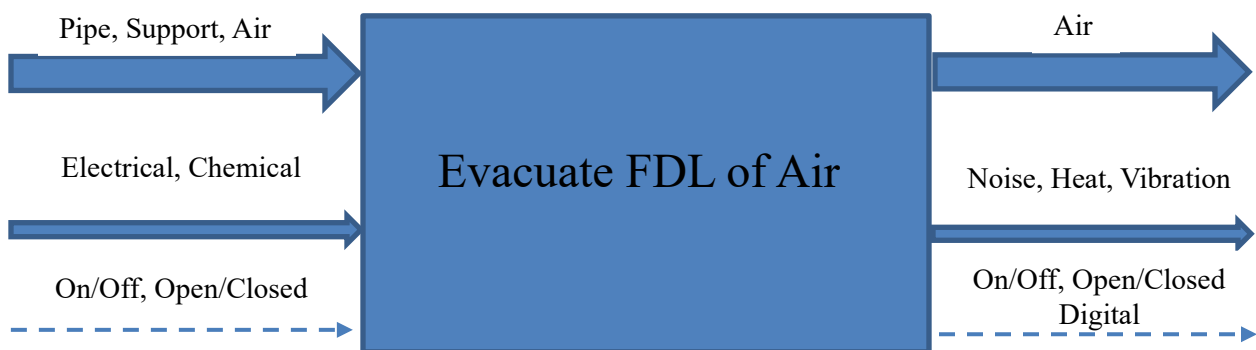 Pipe, Support, Air
Air
Electrical, Chemical
Evacuate FDL of Air
Noise, Heat, Vibration
On/Off, Open/Closed
On/Off, Open/Closed
Digital